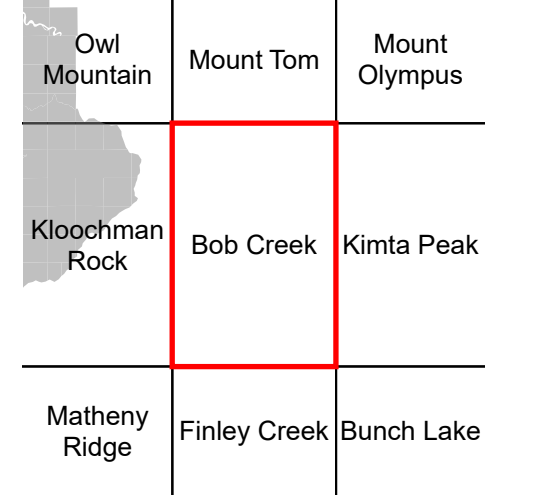 Owl
Mountain
Mount Tom
Mount
Olympus
Kloochman
Rock
Bob Creek
Kimta Peak
Matheny
Ridge
Finley Creek
Bunch Lake